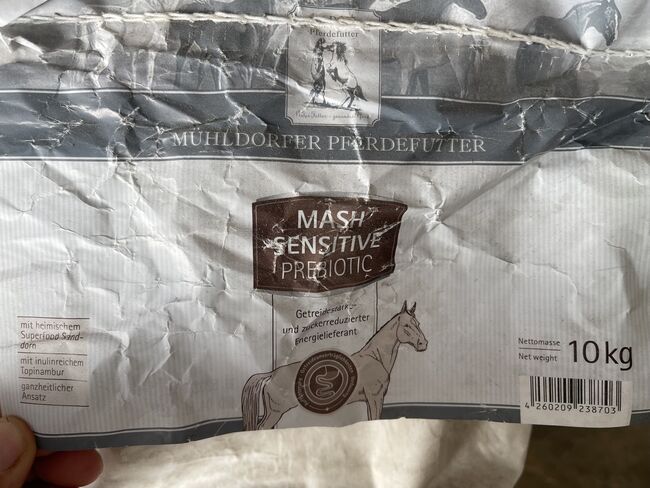 Pferdefutter
MÜHLDORFER PFERDEFUTTER
MASH
SENSITIVE
PREBIOTIC
Getreidestärke-
und zuckerreduzierter
Energielieferant
mit heimischem
Superfood Sand-
dorn
mit inulinreichem
Topinambur
ganzheitlicher
Ansatz
Nettomasse
Net weight
10 kg
4 260209 238703